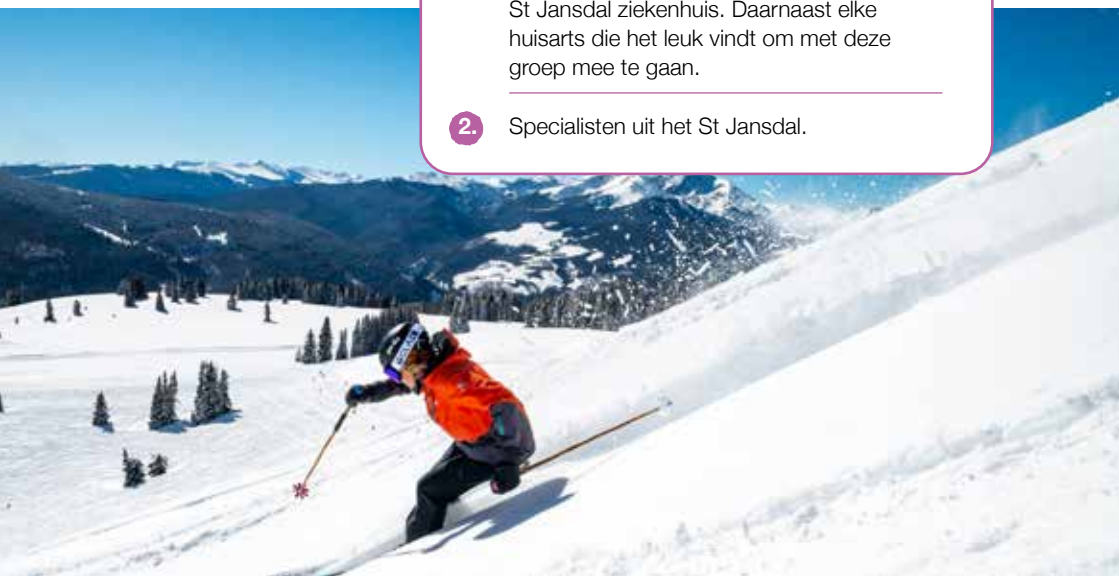 St Jansdal ziekenhuis. Daarnaast elke
huisarts die het leuk vindt om met deze
groep mee te gaan.
2. Specialisten uit het St Jansdal.